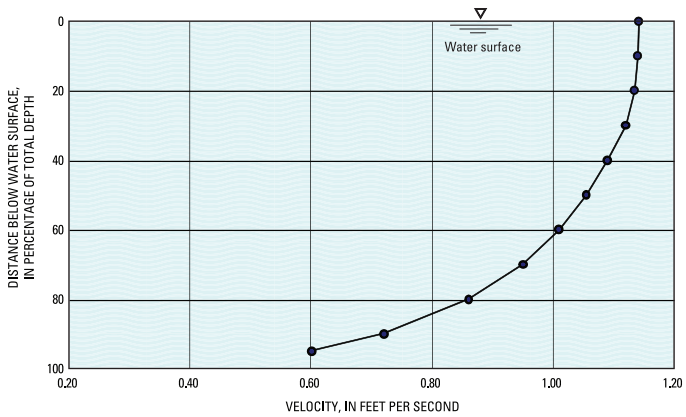 0
Water surface
20
40
60
80
100
DISTANCE BELOW WATER SURFACE,
IN PERCENTAGE OF TOTAL DEPTH
0.20 0.40 0.60 0.80 1.00 1.20
VELOCITY, IN FEET PER SECOND